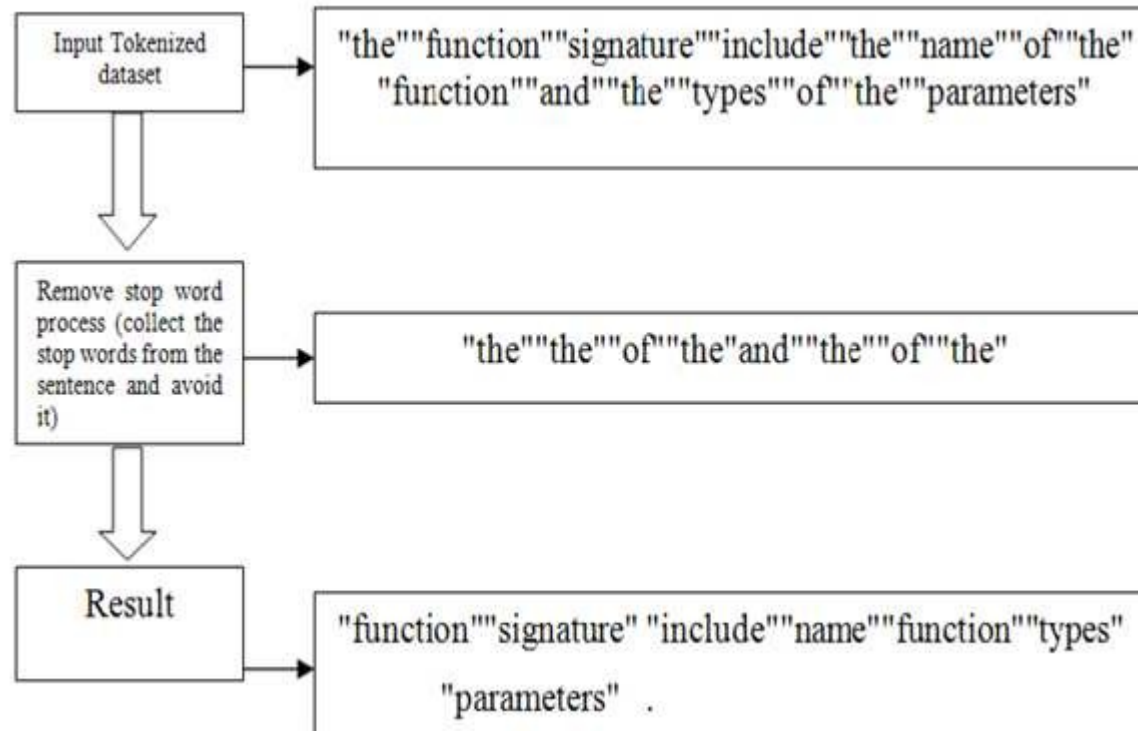 Input Tokenized
dataset
"the""function""signature""include""the""name""of""the"
"function""and""the""types""of""the""parameters"
Remove stop word
process (collect the
stop words from the
sentence and avoid
it)
"the""the""of""the"and""the""of""the"
Result
"function""signature" "include""name""function""types"
"parameters" .